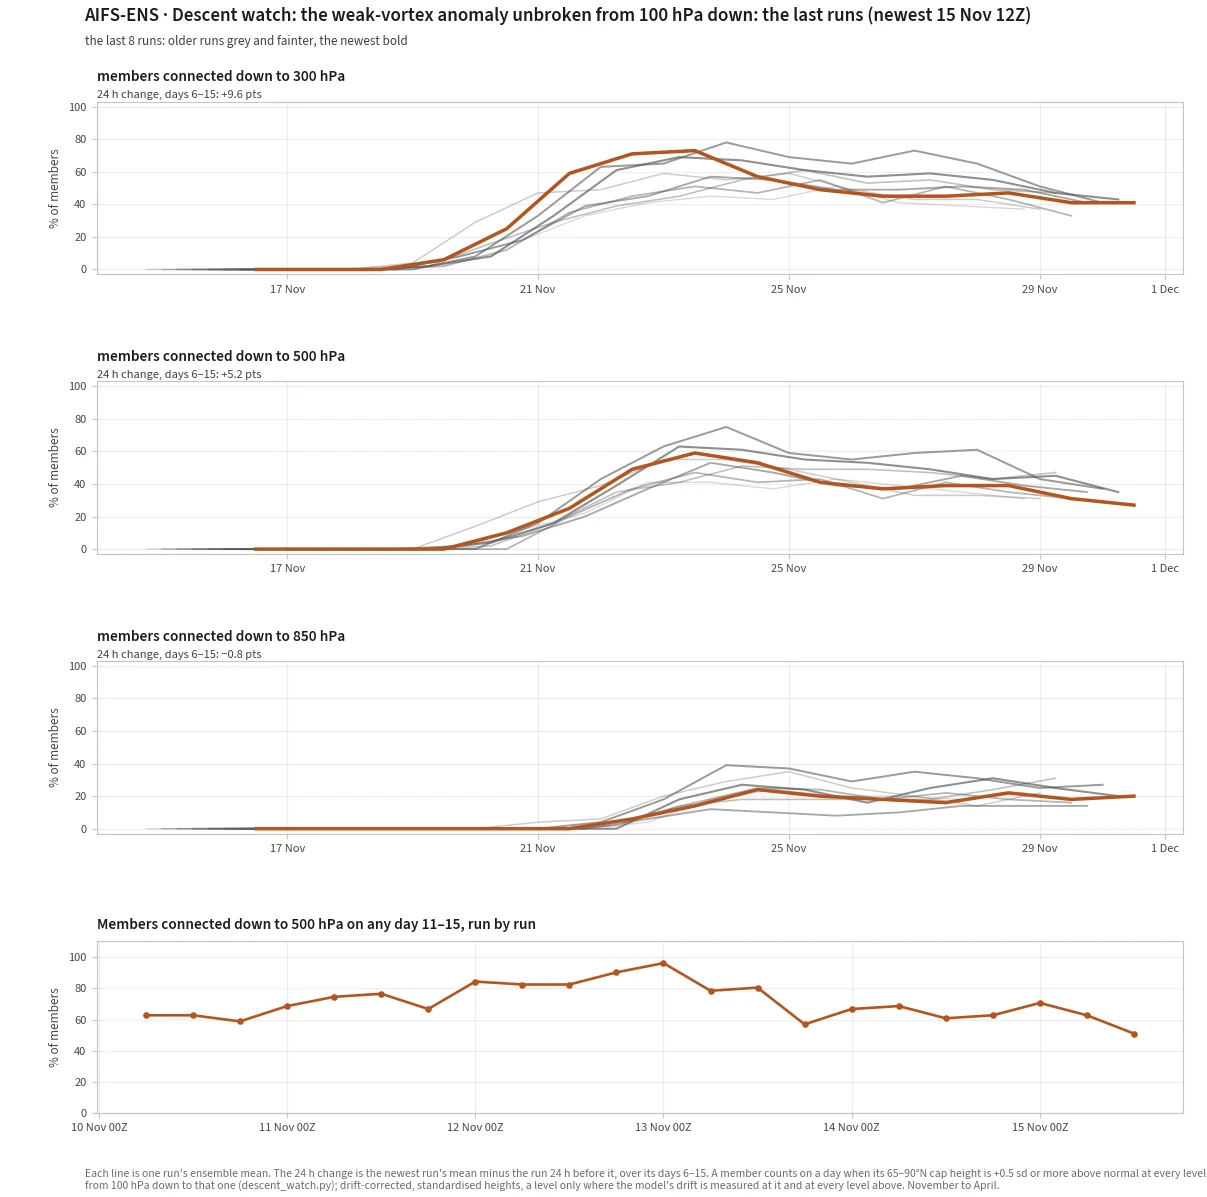 AIFS-ENS · Descent watch: the weak-vortex anomaly unbroken from 100 hPa down: the last runs (newest 15 Nov 12Z)
the last 8 runs: older runs grey and fainter, the newest bold
members connected down to 300 hPa
24 h change, days 6–15: +9.6 pts
100
80
60
40
20
0
% of members
17 Nov
21 Nov
25 Nov
29 Nov
1 Dec
members connected down to 500 hPa
24 h change, days 6–15: +5.2 pts
100
80
60
40
20
0
% of members
17 Nov
21 Nov
25 Nov
29 Nov
1 Dec
members connected down to 850 hPa
24 h change, days 6–15: −0.8 pts
100
80
60
40
20
0
% of members
17 Nov
21 Nov
25 Nov
29 Nov
1 Dec
Members connected down to 500 hPa on any day 11–15, run by run
100
80
60
40
20
0
% of members
10 Nov 00Z
11 Nov 00Z
12 Nov 00Z
13 Nov 00Z
14 Nov 00Z
15 Nov 00Z
Each line is one run's ensemble mean. The 24 h change is the newest run's mean minus the run 24 h before it, over its days 6–15. A member counts on a day when its 65–90°N cap height is +0.5 sd or more above normal at every level
from 100 hPa down to that one (descent_watch.py); drift-corrected, standardised heights, a level only where the model's drift is measured at it and at every level above. November to April.